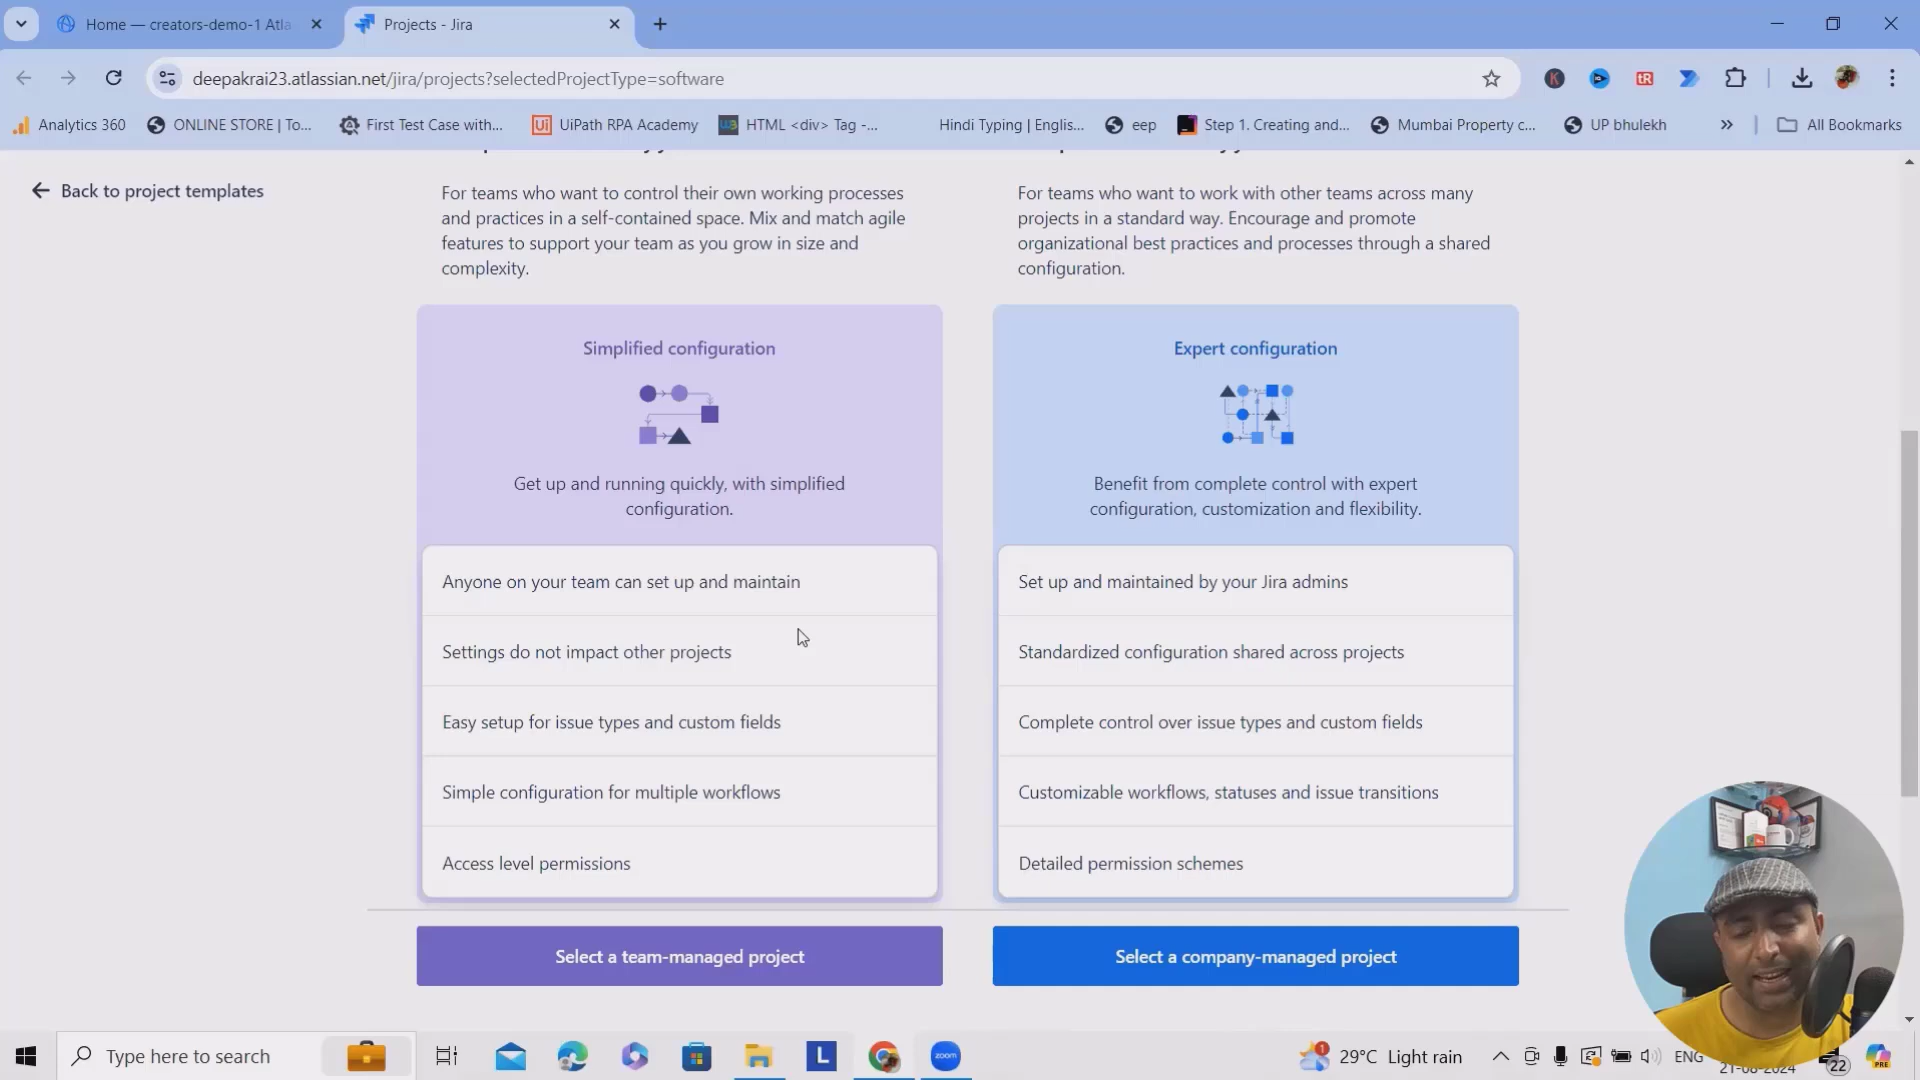 Home — creators-demo-1 Atla
Projects - Jira
deepakrai23.atlassian.net/jira/projects?selectedProjectType=software
Analytics 360
ONLINE STORE | To...
First Test Case with...
UiPath RPA Academy
HTML <div> Tag -...
Hindi Typing | Englis...
eep
Step 1. Creating and...
Mumbai Property c...
UP bhulekh
All Bookmarks
Back to project templates
For teams who want to control their own working processes
and practices in a self-contained space. Mix and match agile
features to support your team as you grow in size and
complexity.
Simplified configuration
Get up and running quickly, with simplified
configuration.
Anyone on your team can set up and maintain
Settings do not impact other projects
Easy setup for issue types and custom fields
Simple configuration for multiple workflows
Access level permissions
Select a team-managed project
For teams who want to work with other teams across many
projects in a standard way. Encourage and promote
organizational best practices and processes through a shared
configuration.
Expert configuration
Benefit from complete control with expert
configuration, customization and flexibility.
Set up and maintained by your Jira admins
Standardized configuration shared across projects
Complete control over issue types and custom fields
Customizable workflows, statuses and issue transitions
Detailed permission schemes
Select a company-managed project
Type here to search
L
zoom
29°C Light rain
ENG
21-08-2024
22
PRE